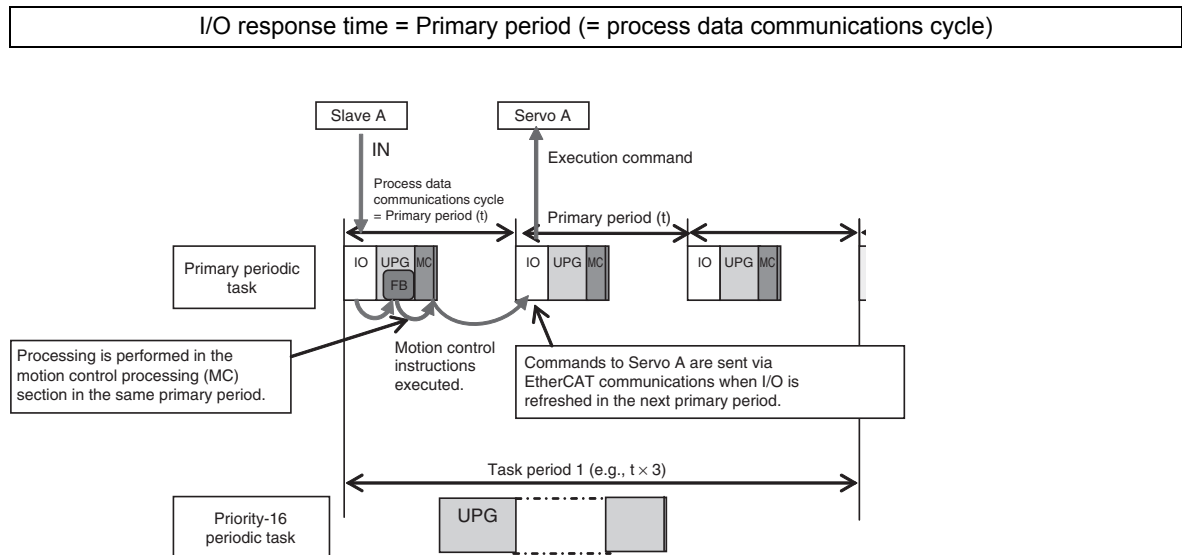 I/O response time = Primary period (= process data communications cycle)
Slave A
Servo A
IN
Execution command
Process data
communications cycle
= Primary period (t)
Primary period (t)
Primary periodic
task
IO
UPG
MC
FB
IO
UPG
MC
IO
UPG
MC
Processing is performed in the
motion control processing (MC)
section in the same primary period.
Motion control
instructions
executed.
Commands to Servo A are sent via
EtherCAT communications when I/O is
refreshed in the next primary period.
Task period 1 (e.g., t × 3)
Priority-16
periodic task
UPG